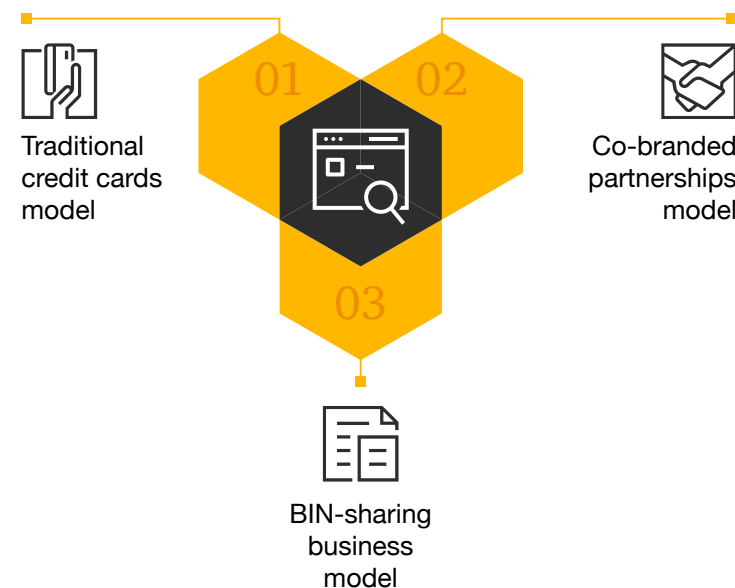 01
02
Traditional
credit cards
model
Co-branded
partnerships
model
03
BIN-sharing
business
model